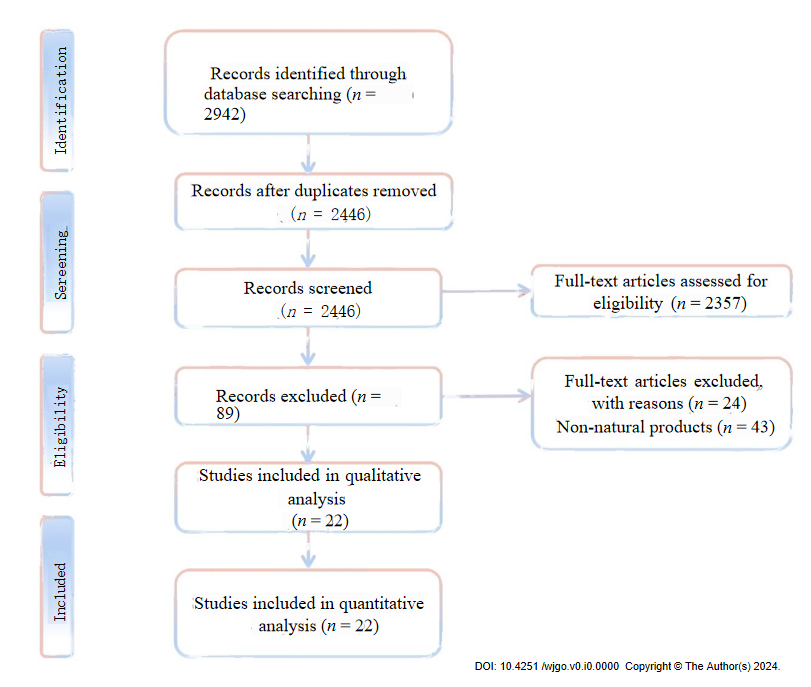 Identification
Records identified through
database searching (n =
2942)
Records after duplicates removed
(n = 2446)
Sereening
Records screened
(n = 2446)
Full-text articles assessed for
eligibility (n = 2357)
Eligibility
Records excluded (n =
89)
Full-text articles excluded,
with reasons (n = 24)
Non-natural products (n = 43)
Studies included in qualitative
analysis
(n = 22)
Included
Studies included in quantitative
analysis (n = 22)
DOI: 10.4251 /wjgo.v0.i0.0000 Copyright © The Author(s) 2024.